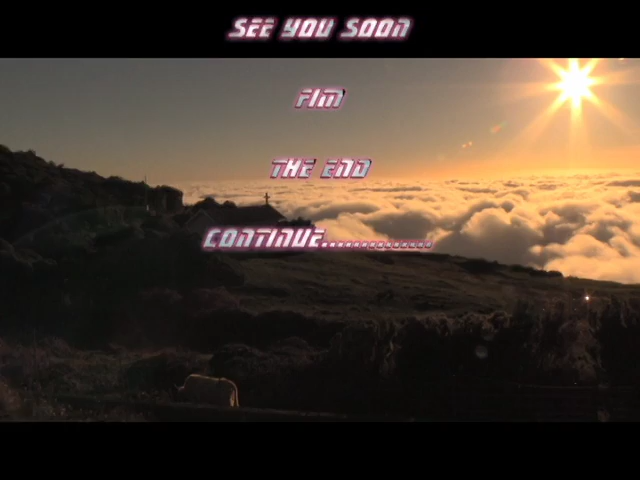 SEE YOU SOON
FIM
THE END
CONTINUE..............